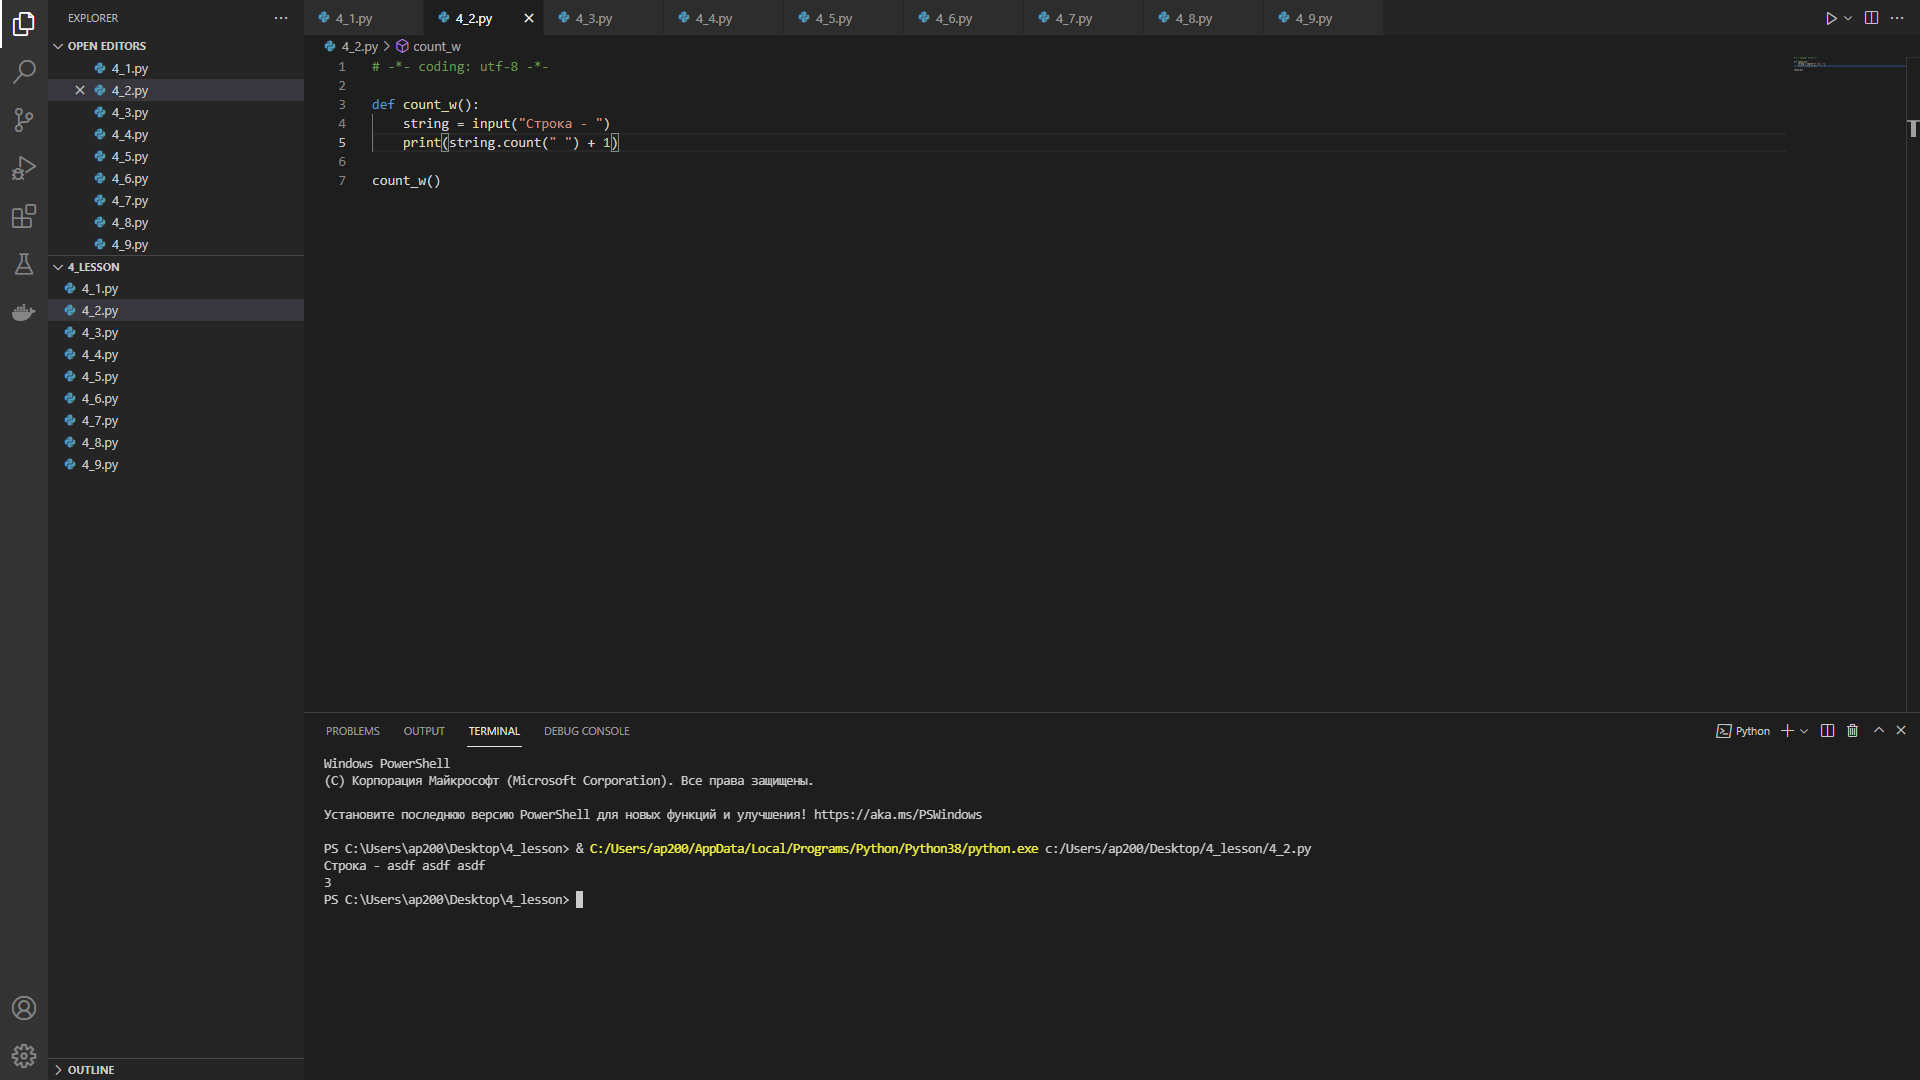 EXPLORER
OPEN EDITORS
4_1.py
4_2.py
4_3.py
4_4.py
4_5.py
4_6.py
4_7.py
4_8.py
4_9.py
4_LESSON
4_1.py
4_2.py
4_3.py
4_4.py
4_5.py
4_6.py
4_7.py
4_8.py
4_9.py
OUTLINE
4_1.py 4_2.py 4_3.py 4_4.py 4_5.py 4_6.py 4_7.py 4_8.py 4_9.py
4_2.py > count_w
1 # -*- coding: utf-8 -*-
2
3 def count_w():
4     string = input("Строка - ")
5     print(string.count(" ") + 1)
6
7 count_w()
PROBLEMS OUTPUT TERMINAL DEBUG CONSOLE Python
Windows PowerShell
(C) Корпорация Майкрософт (Microsoft Corporation). Все права защищены.
Установите последнюю версию PowerShell для новых функций и улучшения! https://aka.ms/PSWindows
PS C:\Users\ap200\Desktop\4_lesson> & C:/Users/ap200/AppData/Local/Programs/Python/Python38/python.exe c:/Users/ap200/Desktop/4_lesson/4_2.py
Строка - asdf asdf asdf
3
PS C:\Users\ap200\Desktop\4_lesson>